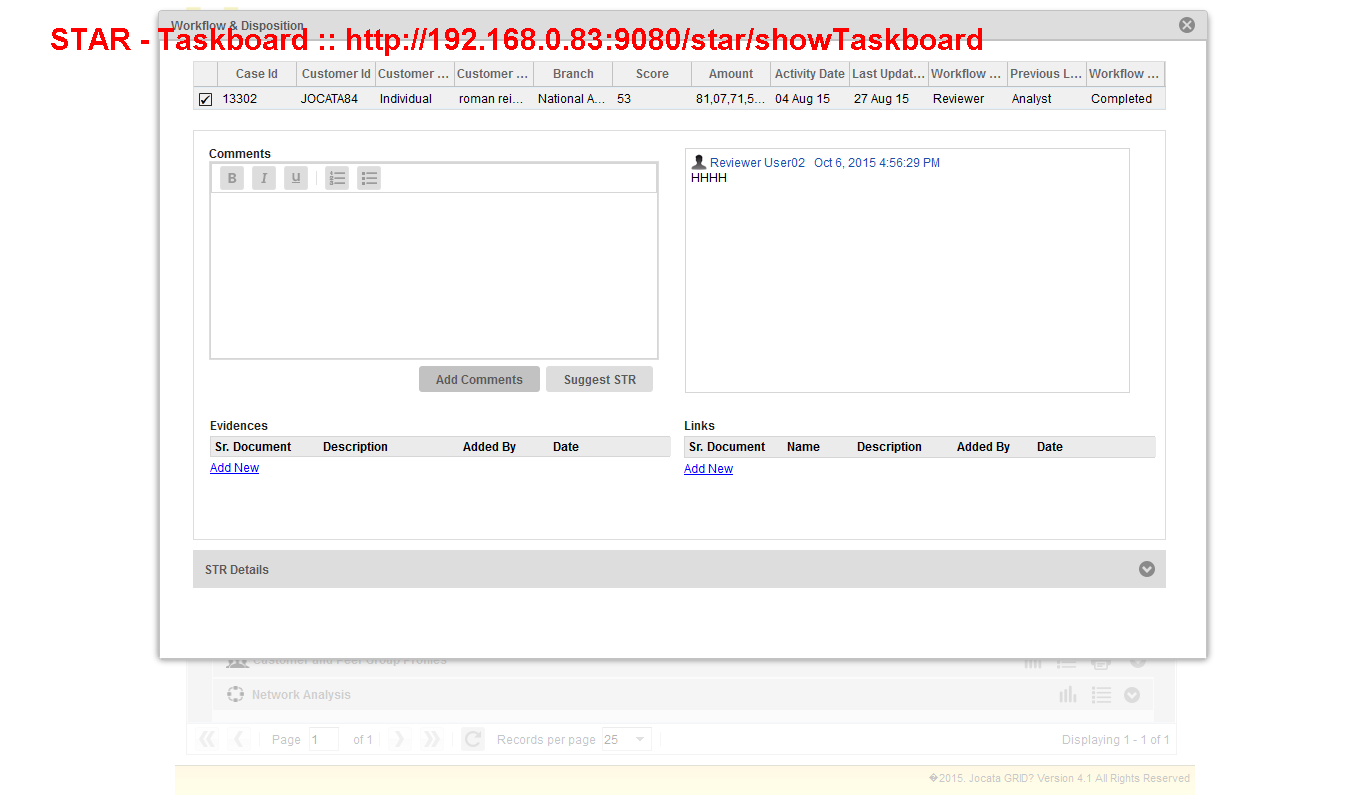 Workflow & Disposition
STAR - Taskboard :: http://192.168.0.83:9080/star/showTaskboard
Case Id Customer Id Customer ... Customer ... Branch Score Amount Activity Date Last Updat... Workflow ... Previous L... Workflow ...
13302 JOCATA84 Individual roman rei... National A... 53 81,07,71,5... 04 Aug 15 27 Aug 15 Reviewer Analyst Completed
Comments
B I U
Reviewer User02 Oct 6, 2015 4:56:29 PM
HHHH
Add Comments Suggest STR
Evidences
Sr. Document Description Added By Date
Add New
Links
Sr. Document Name Description Added By Date
Add New
STR Details
Customer and Peer Group Profiles
Network Analysis
Page 1 of 1 Records per page 25 Displaying 1 - 1 of 1
�2015. Jocata GRID? Version 4.1 All Rights Reserved